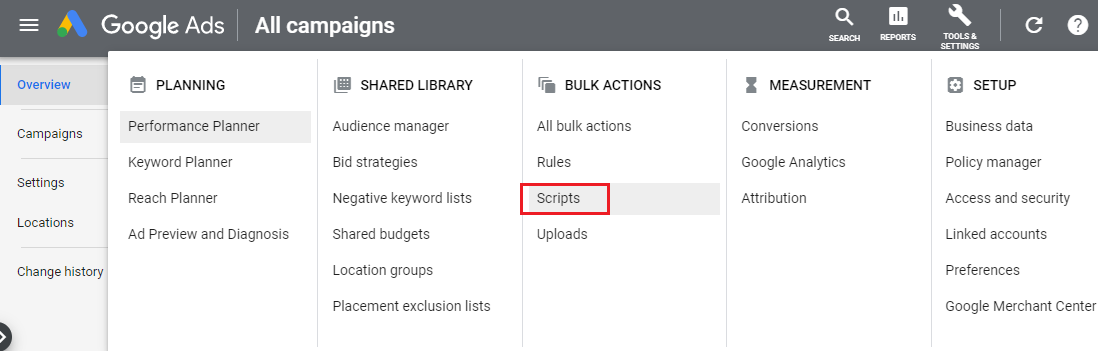 Google Ads
All campaigns
SEARCH
REPORTS
TOOLS &
SETTINGS
Overview
Campaigns
Settings
Locations
Change history
PLANNING
Performance Planner
Keyword Planner
Reach Planner
Ad Preview and Diagnosis
SHARED LIBRARY
Audience manager
Bid strategies
Negative keyword lists
Shared budgets
Location groups
Placement exclusion lists
BULK ACTIONS
All bulk actions
Rules
Scripts
Uploads
MEASUREMENT
Conversions
Google Analytics
Attribution
SETUP
Business data
Policy manager
Access and security
Linked accounts
Preferences
Google Merchant Center